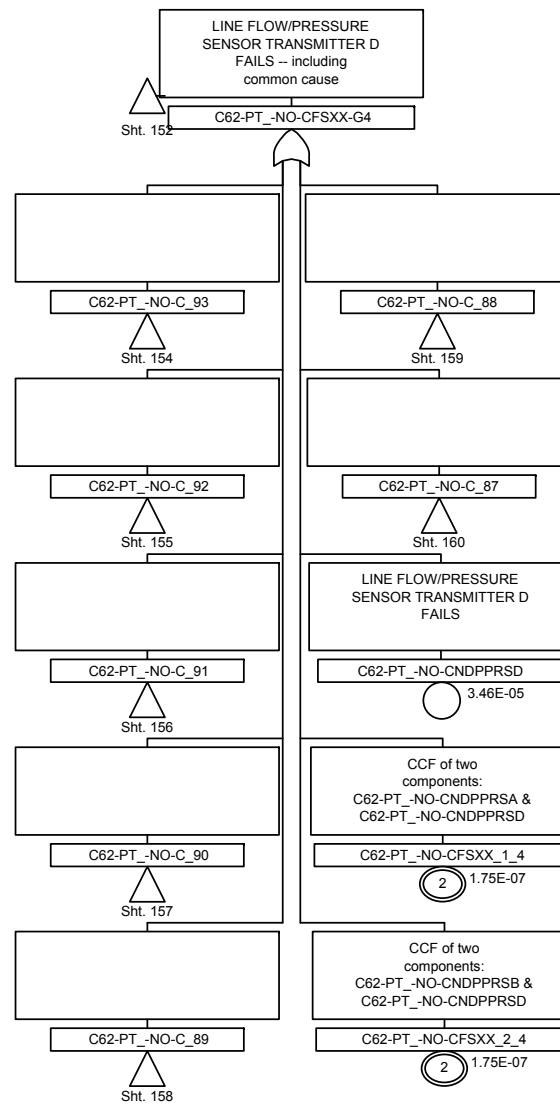 LINE FLOW/PRESSURE
SENSOR TRANSMITTER D
FAILS -- including
common cause
Sht. 152
C62-PT_-NO-CFSXX-G4
C62-PT_-NO-C_93
Sht. 154
C62-PT_-NO-C_88
Sht. 159
C62-PT_-NO-C_92
Sht. 155
C62-PT_-NO-C_87
Sht. 160
C62-PT_-NO-C_91
Sht. 156
LINE FLOW/PRESSURE
SENSOR TRANSMITTER D
FAILS
C62-PT_-NO-CNDPPRSD
3.46E-05
C62-PT_-NO-C_90
Sht. 157
CCF of two
components:
C62-PT_-NO-CNDPPRSA &
C62-PT_-NO-CNDPPRSD
C62-PT_-NO-CFSXX_1_4
2
1.75E-07
C62-PT_-NO-C_89
Sht. 158
CCF of two
components:
C62-PT_-NO-CNDPPRSB &
C62-PT_-NO-CNDPPRSD
C62-PT_-NO-CFSXX_2_4
2
1.75E-07